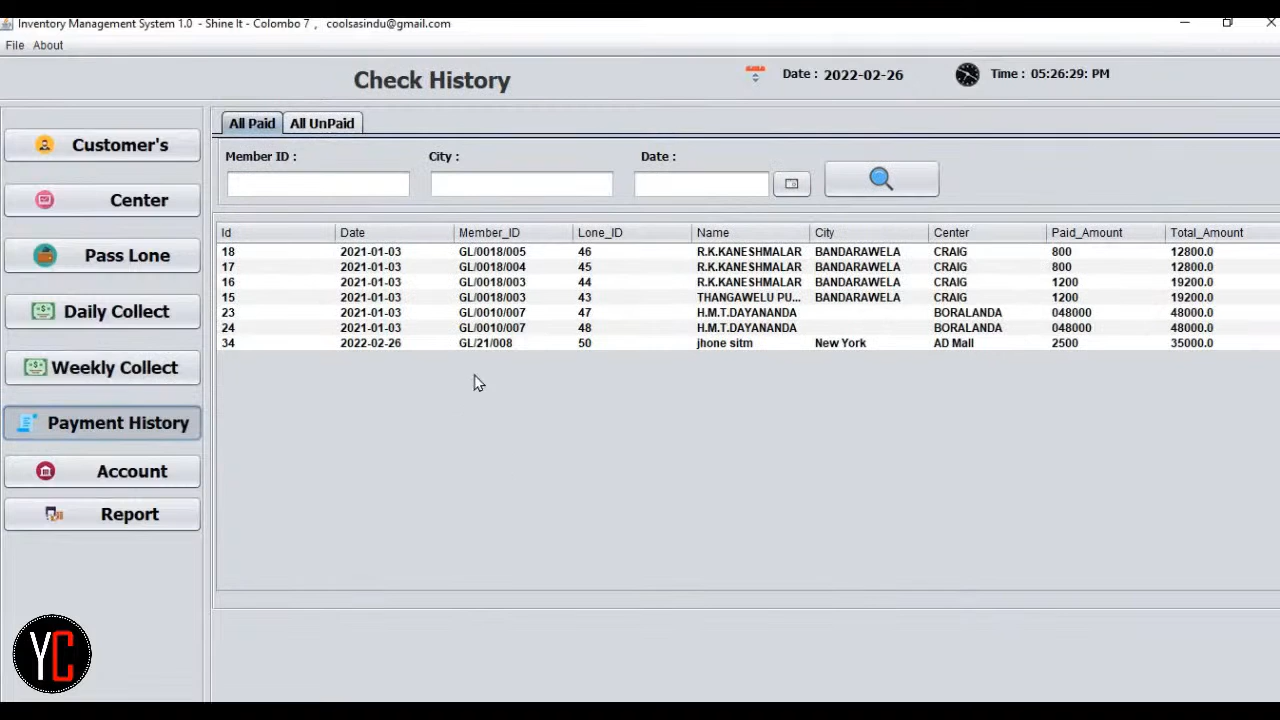 Inventory Management System 1.0 - Shine It - Colombo 7 , coolsasindu@gmail.com
File About
Check History Date : 2022-02-26 Time : 05:26:29: PM
Customer's
Center
Pass Lone
Daily Collect
Weekly Collect
Payment History
Account
Report
All Paid All UnPaid
Member ID : City : Date :
Id Date Member_ID Lone_ID Name City Center Paid_Amount Total_Amount
18 2021-01-03 GL/0018/005 46 R.K.KANESHMALAR BANDARAWELA CRAIG 800 12800.0
17 2021-01-03 GL/0018/004 45 R.K.KANESHMALAR BANDARAWELA CRAIG 800 12800.0
16 2021-01-03 GL/0018/003 44 R.K.KANESHMALAR BANDARAWELA CRAIG 1200 19200.0
15 2021-01-03 GL/0018/003 43 THANGAWELU PU... BANDARAWELA CRAIG 1200 19200.0
23 2021-01-03 GL/0010/007 47 H.M.T.DAYANANDA BORALANDA 048000 48000.0
24 2021-01-03 GL/0010/007 48 H.M.T.DAYANANDA BORALANDA 048000 48000.0
34 2022-02-26 GL/21/008 50 jhone sitm New York AD Mall 2500 35000.0
YC